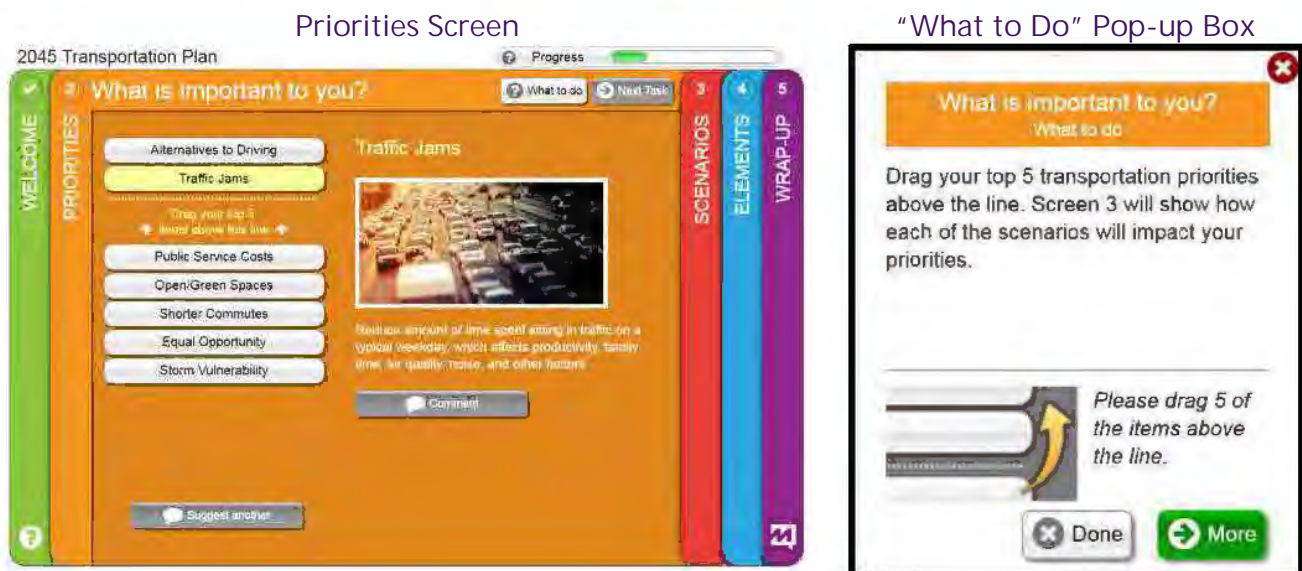 Priorities Screen
"What to Do" Pop-up Box
2045 Transportation Plan
Progress
What is important to you?
What to do
Next Task
WELCOME
2
PRIORITIES
Alternatives to Driving
Traffic Jams
Drag your top 5
items above this line
Public Service Costs
Open/Green Spaces
Shorter Commutes
Equal Opportunity
Storm Vulnerability
Suggest another
Traffic Jams
Reduce amount of time spent sitting in traffic on a
typical weekday, which affects productivity, family
time, air quality, noise, and other factors
Comment
3
SCENARIOS
4
ELEMENTS
5
WRAP-UP
What is important to you?
What to do
Drag your top 5 transportation priorities
above the line. Screen 3 will show how
each of the scenarios will impact your
priorities.
Please drag 5 of
the items above
the line.
Done
More